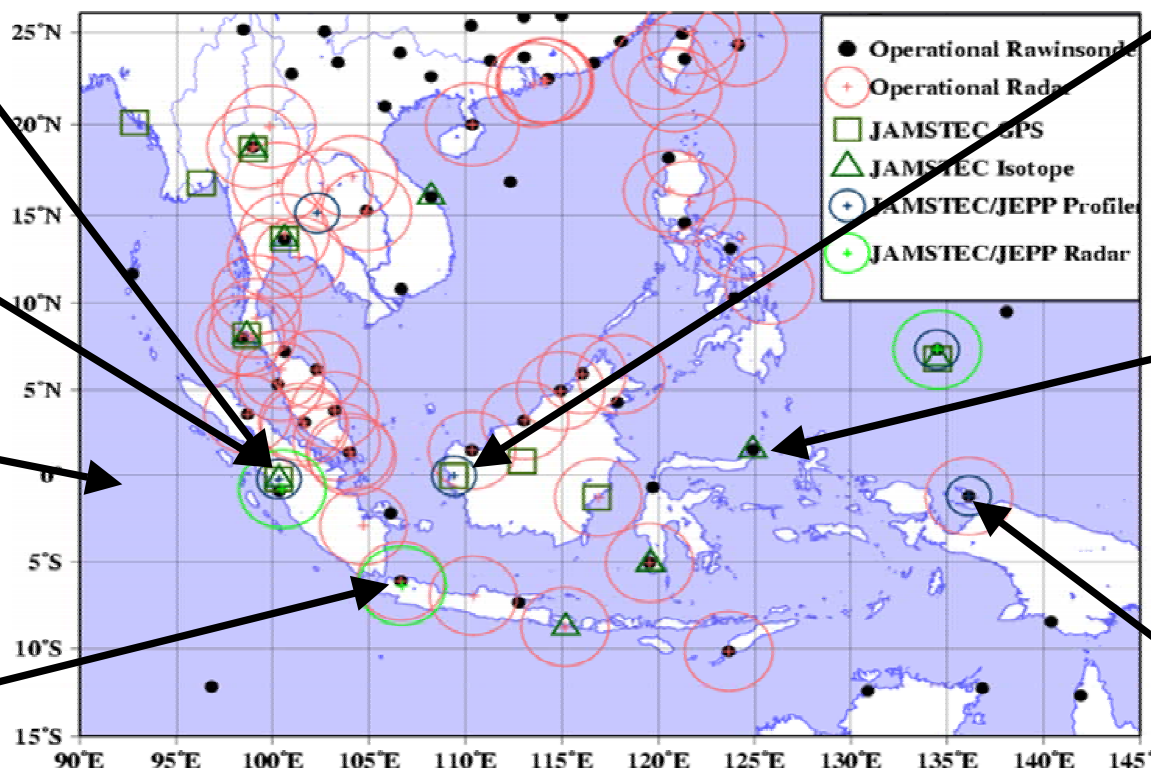 25°N
20°N
15°N
10°N
5°N
0°
5°S
10°S
15°S
90°E 95°E 100°E 105°E 110°E 115°E 120°E 125°E 130°E 135°E 140°E 145°
Operational Rawinsonde
Operational Radar
JAMSTEC GPS
JAMSTEC Isotope
JAMSTEC/JEPP Profiler
JAMSTEC/JEPP Radar